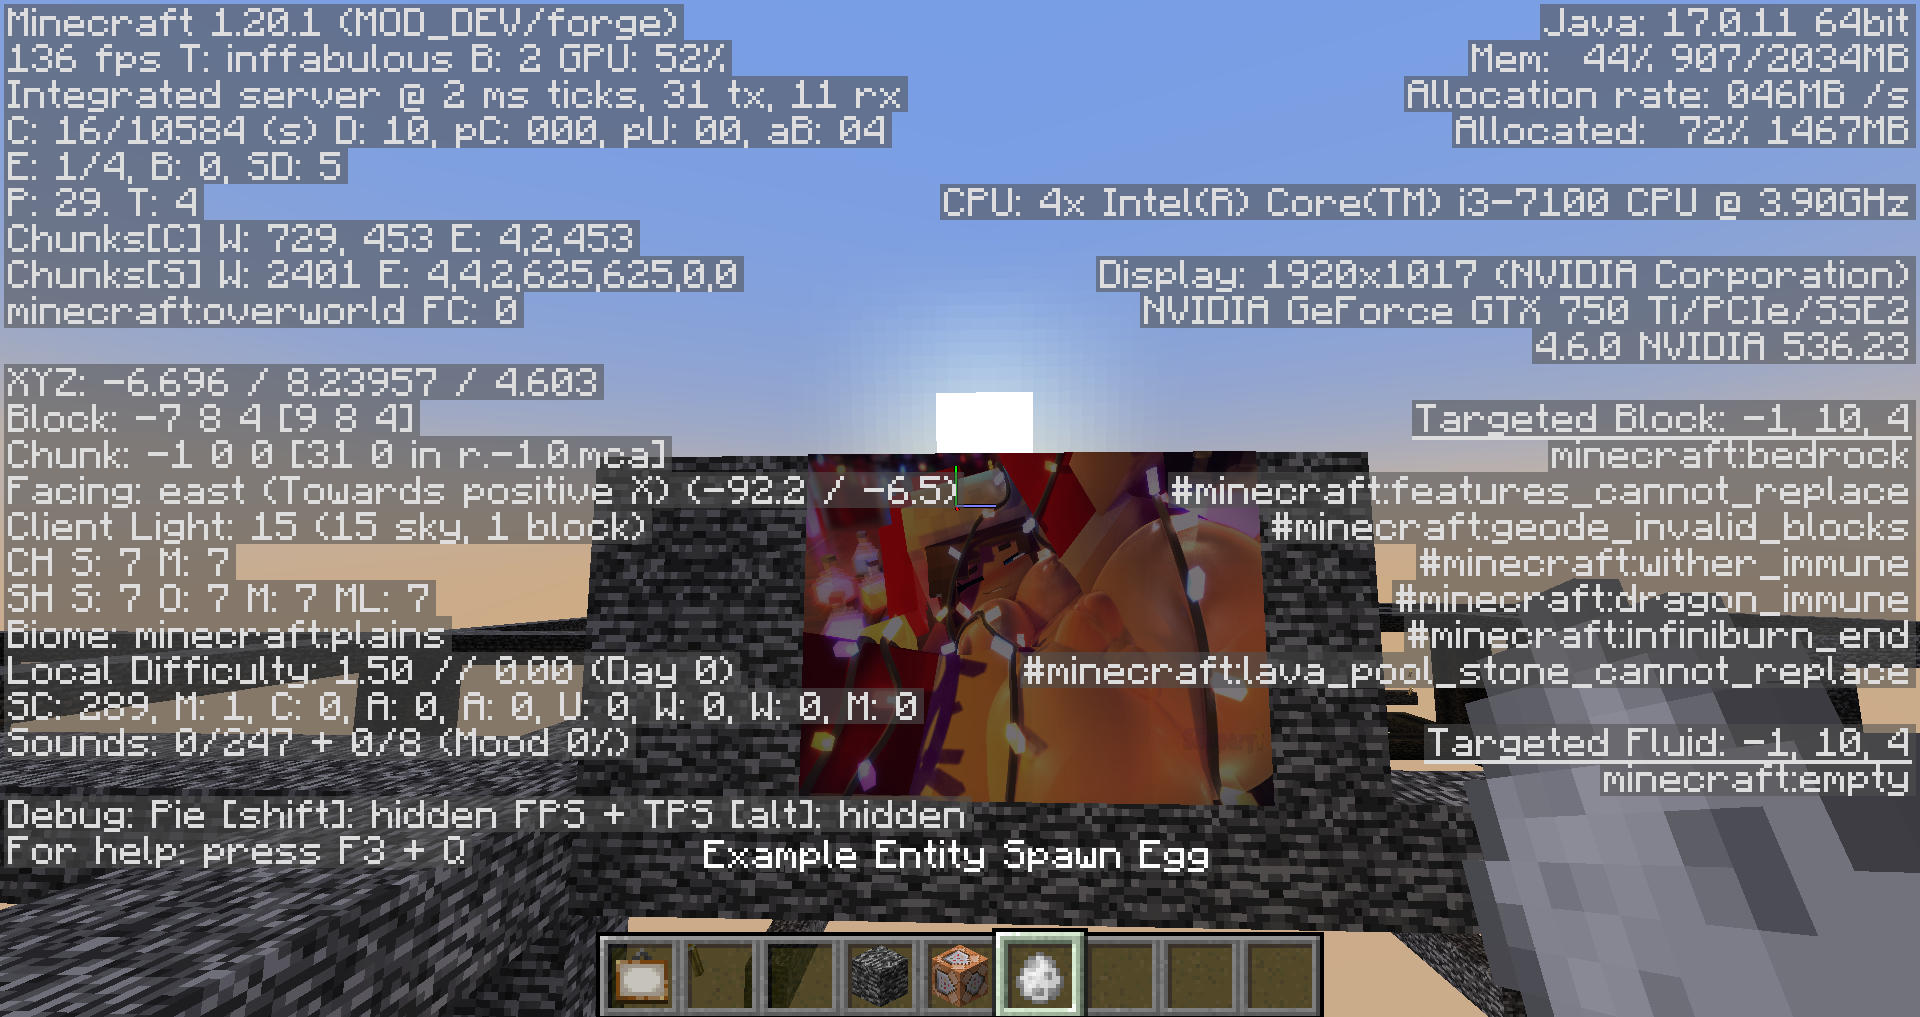 Minecraft 1.20.1 (MOD_DEV/forge)
136 fps T: inffabulous B: 2 GPU: 52%
Integrated server @ 2 ms ticks, 31 tx, 11 rx
C: 16/10584 (s) D: 10, pC: 000, pU: 00, aB: 04
E: 1/4, B: 0, SD: 5
P: 29. T: 4
Chunks[C] W: 729, 453 E: 4,2,453
Chunks[S] W: 2401 E: 4,4,2,625,625,0,0
minecraft:overworld FC: 0
XYZ: -6.696 / 8.23957 / 4.603
Block: -7 8 4 [9 8 4]
Chunk: -1 0 0 [31 0 in r.-1.0.mca]
Facing: east (Towards positive X) (-92.2 / -6.5)
Client Light: 15 (15 sky, 1 block)
CH S: 7 M: 7
SH S: 7 O: 7 M: 7 ML: 7
Biome: minecraft:plains
Local Difficulty: 1.50 // 0.00 (Day 0)
SC: 289, M: 1, C: 0, A: 0, A: 0, U: 0, W: 0, W: 0, M: 0
Sounds: 0/247 + 0/8 (Mood 0%)
Debug: Pie [shift]: hidden FPS + TPS [alt]: hidden
For help: press F3 + Q
Java: 17.0.11 64bit
Mem: 44% 907/2034MB
Allocation rate: 046MB /s
Allocated: 72% 1467MB
CPU: 4x Intel(R) Core(TM) i3-7100 CPU @ 3.90GHz
Display: 1920x1017 (NVIDIA Corporation)
NVIDIA GeForce GTX 750 Ti/PCIe/SSE2
4.6.0 NVIDIA 536.23
Targeted Block: -1, 10, 4
minecraft:bedrock
#minecraft:features_cannot_replace
#minecraft:geode_invalid_blocks
#minecraft:wither_immune
#minecraft:dragon_immune
#minecraft:infiniburn_end
#minecraft:lava_pool_stone_cannot_replace
Targeted Fluid: -1, 10, 4
minecraft:empty
Example Entity Spawn Egg